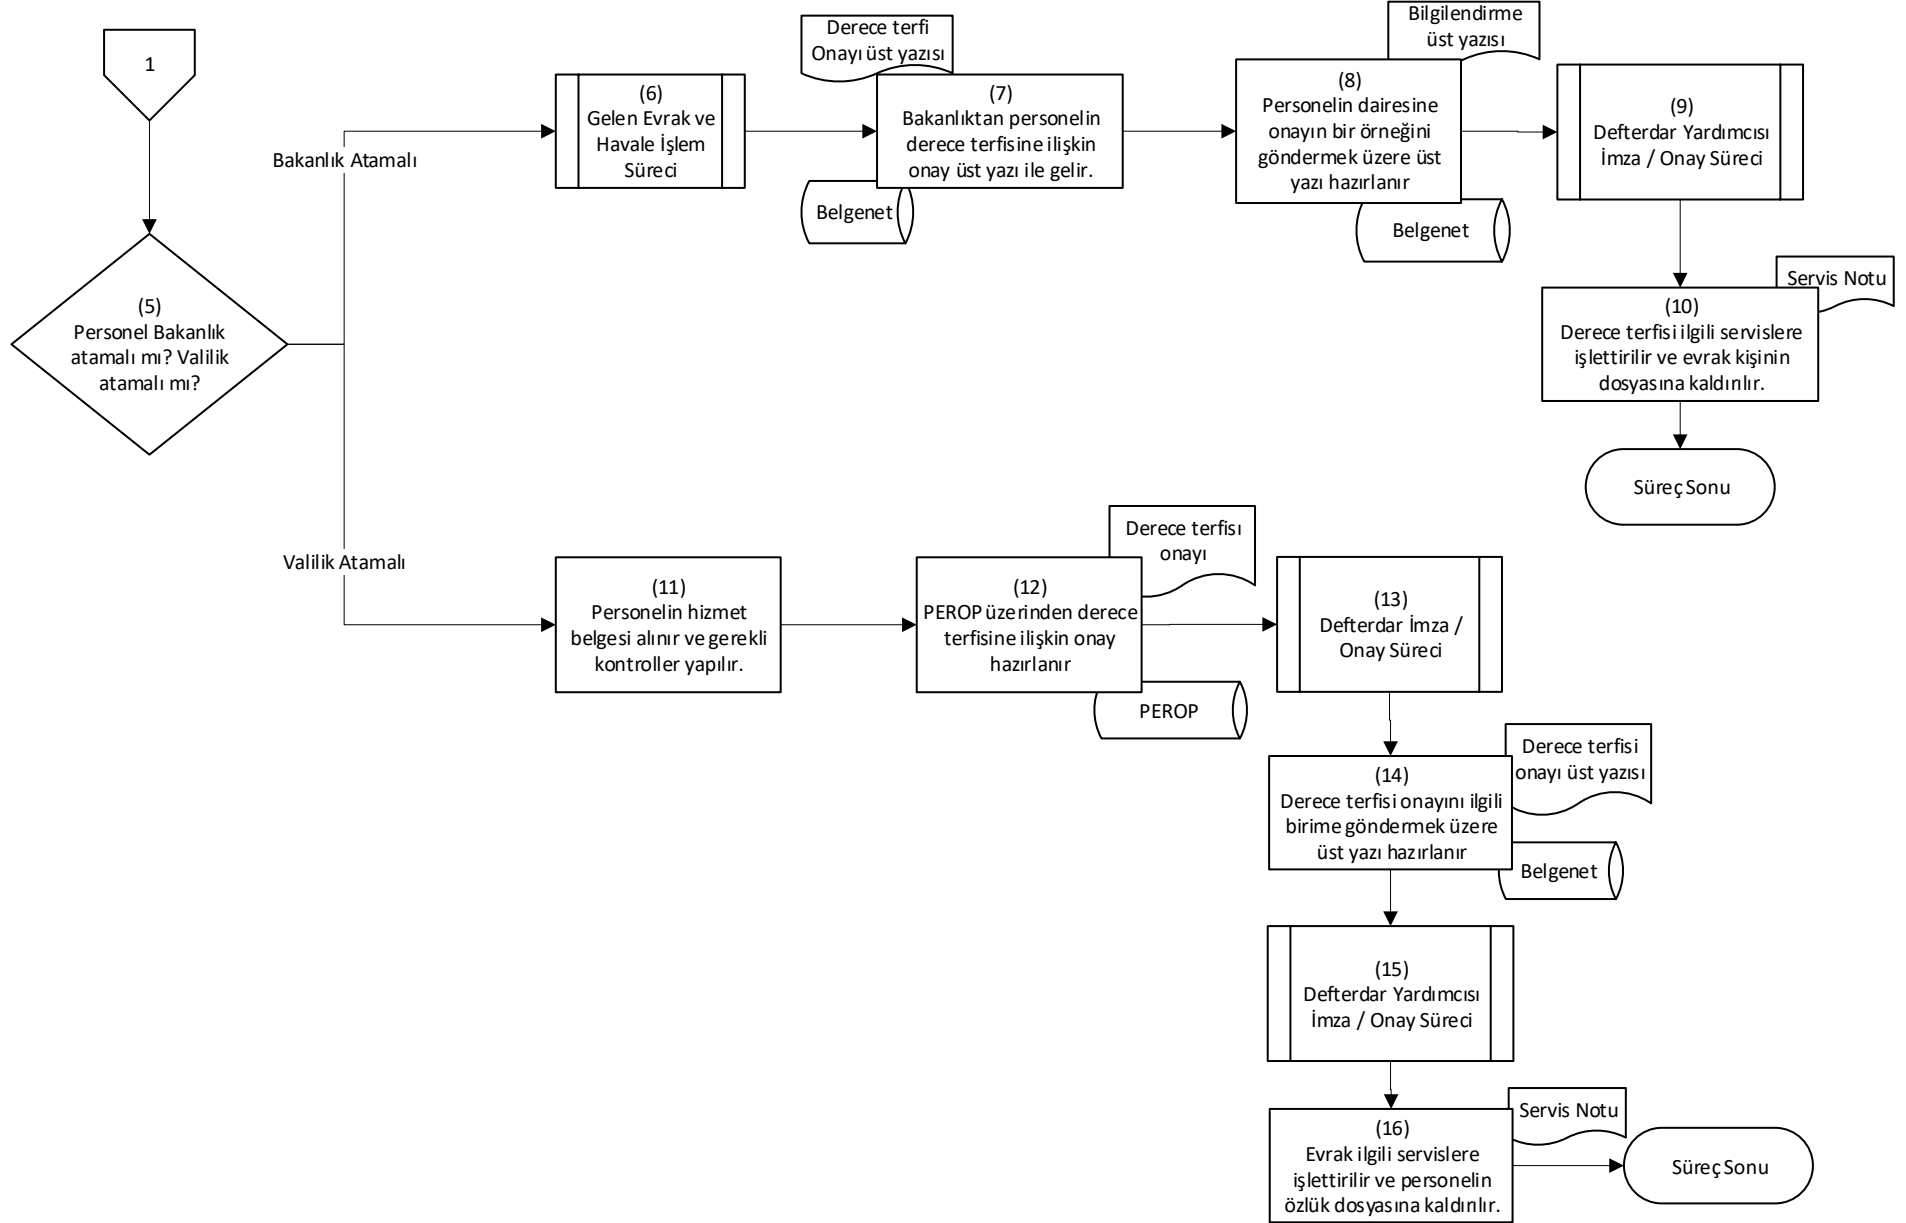 1
(5)
Personel Bakanlık
atamalı mı? Valilik
atamalı mı?
Bakanlık Atamalı
(6)
Gelen Evrak ve
Havale İşlem
Süreci
Derece terfi
Onayı üst yazısı
(7)
Bakanlıktan personelin
derece terfisine ilişkin
onay üst yazı ile gelir.
Belgenet
Bilgilendirme
üst yazısı
(8)
Personelin dairesine
onayın bir örneğini
göndermek üzere üst
yazı hazırlanır
Belgenet
(9)
Defterdar Yardımcısı
İmza / Onay Süreci
Servis Notu
(10)
Derece terfisi ilgili servislere
işlettirilir ve evrak kişinin
dosyasına kaldırılır.
Süreç Sonu
Valilik Atamalı
(11)
Personelin hizmet
belgesi alınır ve gerekli
kontroller yapılır.
Derece terfisı
onayı
(12)
PEROP üzerinden derece
terfisine ilişkin onay
hazırlanır
PEROP
(13)
Defterdar İmza /
Onay Süreci
Derece terfisi
onayı üst yazısı
(14)
Derece terfisi onayını ilgili
birime göndermek üzere
üst yazı hazırlanır
Belgenet
(15)
Defterdar Yardımcısı
İmza / Onay Süreci
Servis Notu
(16)
Evrak ilgili servislere
işlettirilir ve personelin
özlük dosyasına kaldırılır.
Süreç Sonu